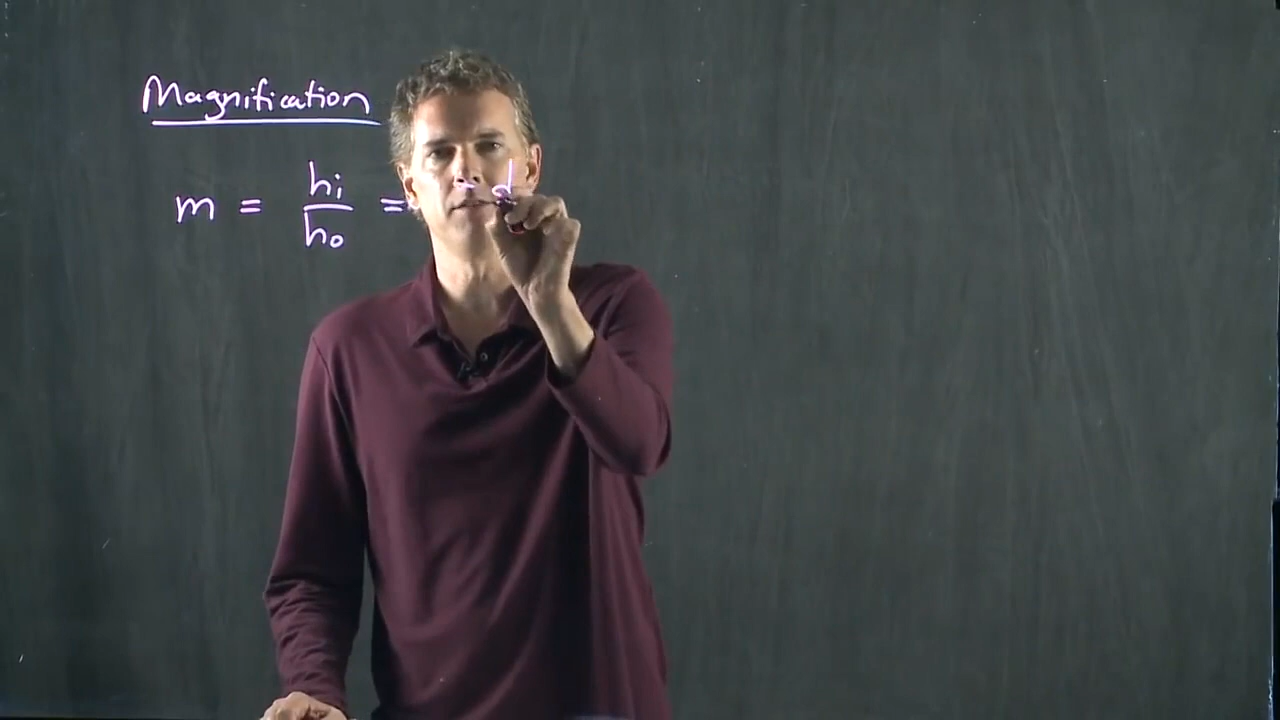 Magnification
m = hi/ho = - d